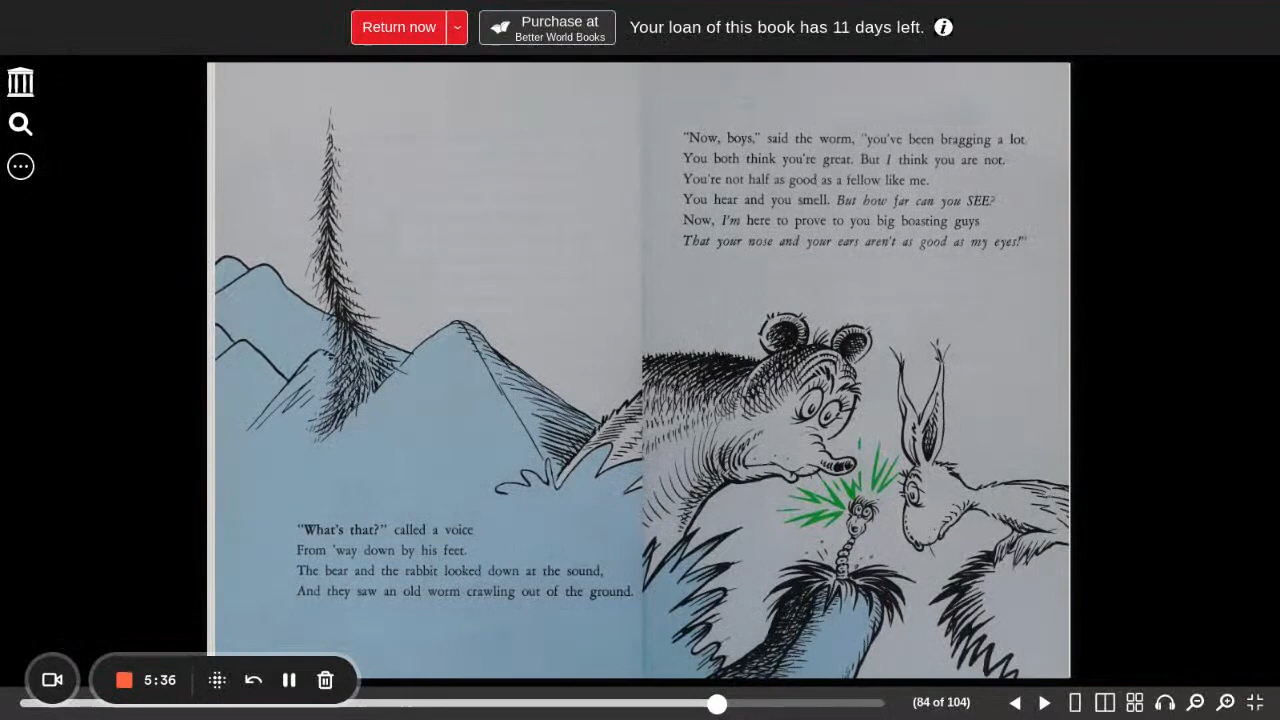 Return now
Purchase at
Better World Books
Your loan of this book has 11 days left.
"Now, boys," said the worm, "you've been bragging a lot.
You both think you're great. But I think you are not.
You're not half as good as a fellow like me.
You hear and you smell. But how far can you SEE?
Now, I'm here to prove to you big boasting guys
That your nose and your ears aren't as good as my eyes!"
"What's that?" called a voice
From 'way down by his feet.
The bear and the rabbit looked down at the sound,
And they saw an old worm crawling out of the ground.
5:36
(84 of 104)